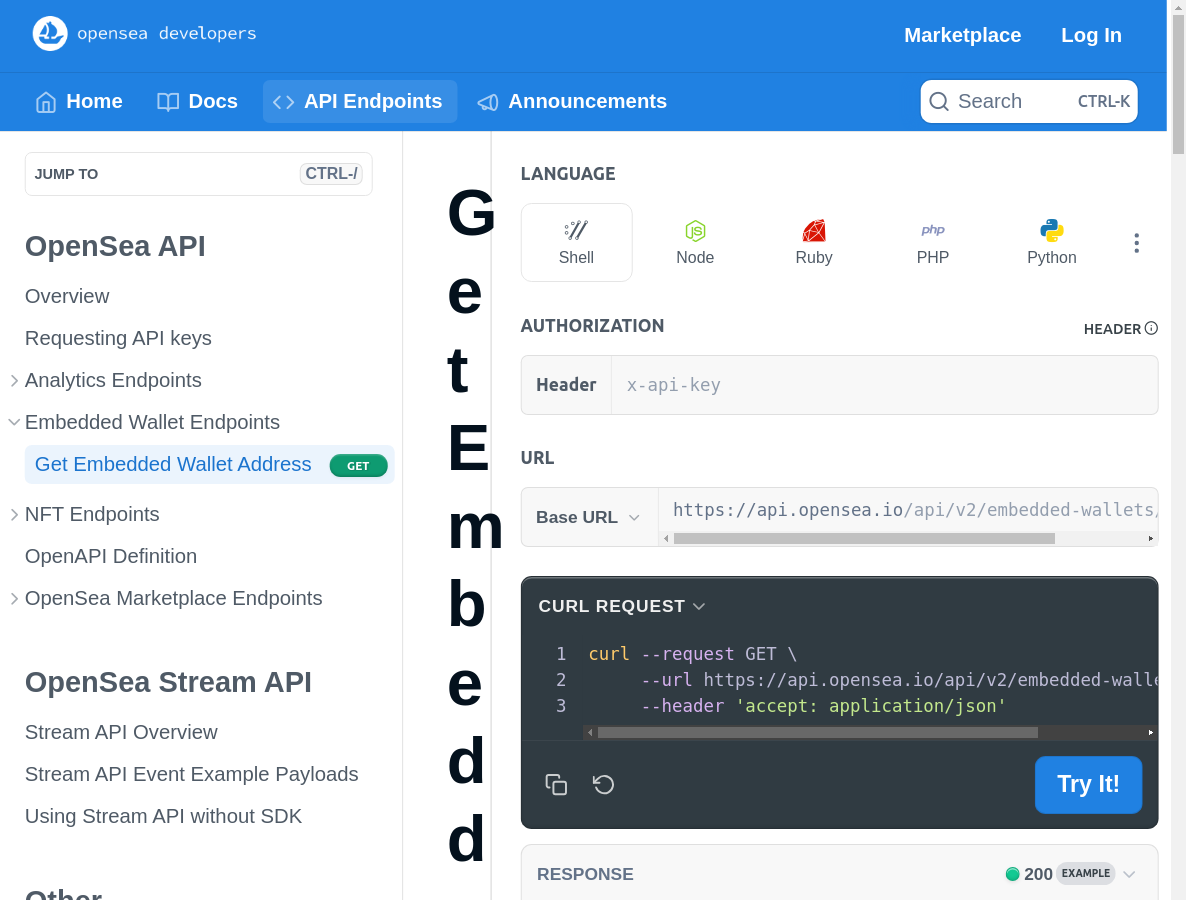 opensea developers
Marketplace
Log In
Home
Docs
API Endpoints
Announcements
Search
CTRL-K
JUMP TO
CTRL-/
OpenSea API
Overview
Requesting API keys
Analytics Endpoints
Embedded Wallet Endpoints
Get Embedded Wallet Address
GET
NFT Endpoints
OpenAPI Definition
OpenSea Marketplace Endpoints
OpenSea Stream API
Stream API Overview
Stream API Event Example Payloads
Using Stream API without SDK
Other
G
e
t
E
m
b
e
d
d
LANGUAGE
Shell
Node
Ruby
PHP
Python
AUTHORIZATION
HEADER
Header
x-api-key
URL
Base URL
https://api.opensea.io/api/v2/embedded-wallets/
CURL REQUEST
1 curl --request GET \
2 --url https://api.opensea.io/api/v2/embedded-walle
3 --header 'accept: application/json'
Try It!
RESPONSE
200
EXAMPLE